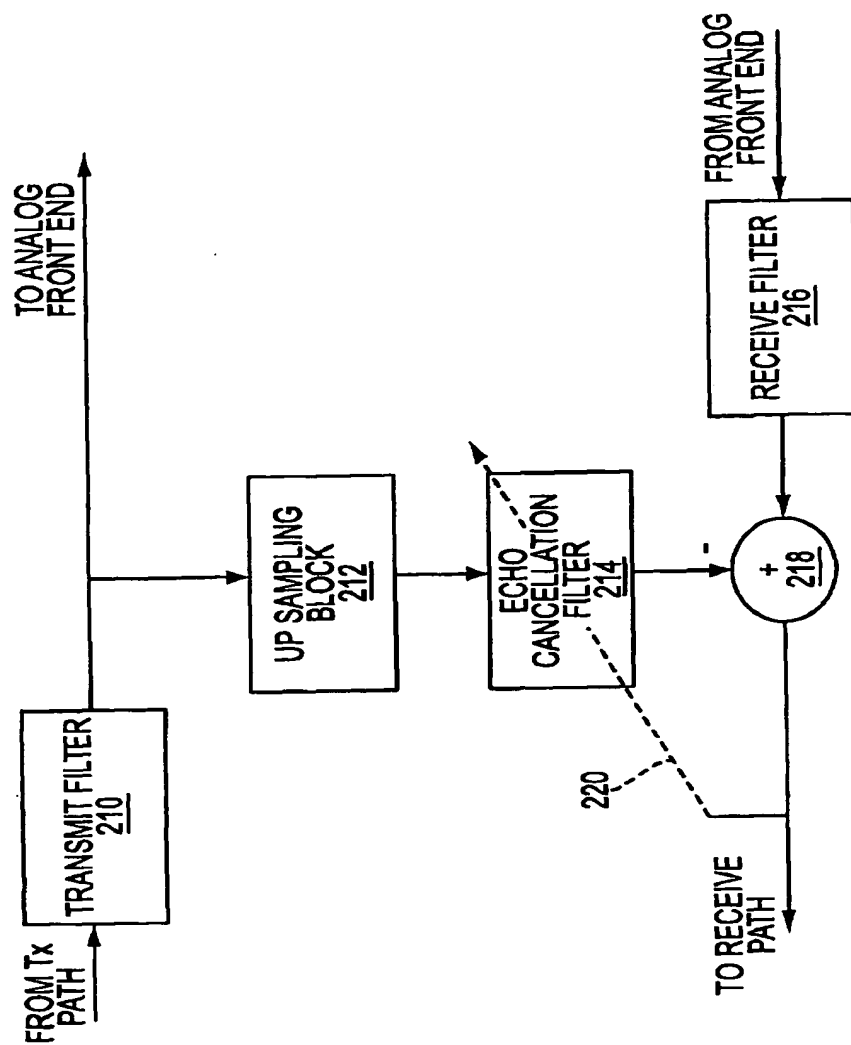 FROM Tx
PATH
TRANSMIT FILTER
210
TO ANALOG
FRONT END
UP SAMPLING
BLOCK
212
ECHO
CANCELLATION
FILTER
214
-
220
TO RECEIVE
PATH
+
218
RECEIVE FILTER
216
FROM ANALOG
FRONT END